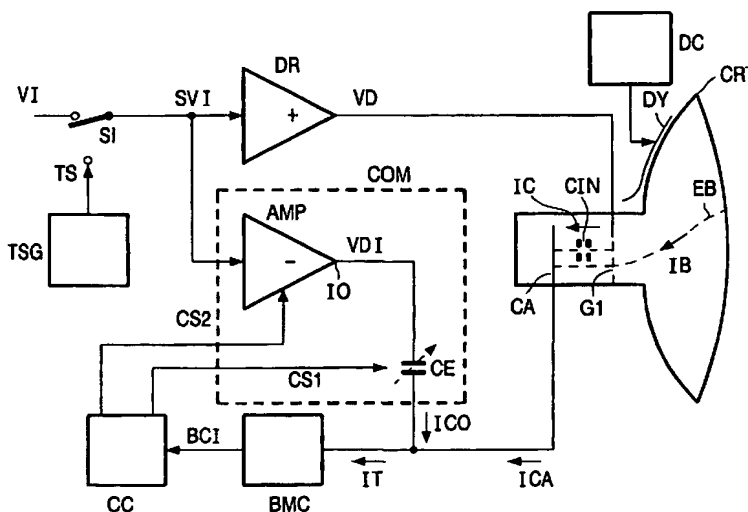 DC
CRT
DR
DY
VI
SVI
VD
SI
TS
COM
IC
CIN
EB
AMP
TSG
VDI
IO
IB
CA
G1
CS2
CE
CS1
ICO
BCI
IT
ICA
CC
BMC